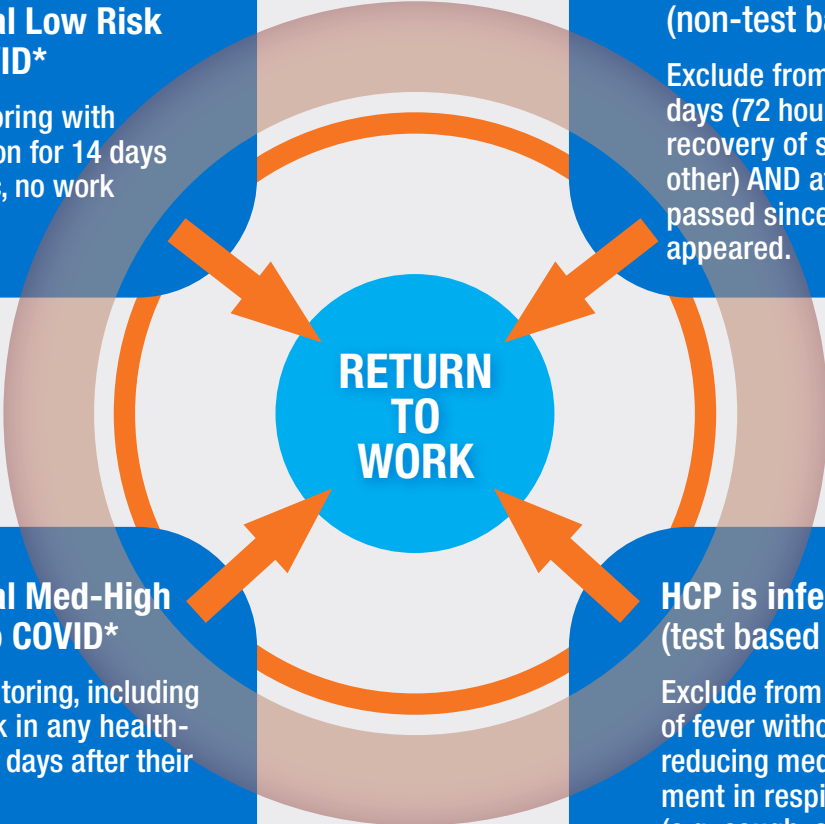 al Low Risk
ID*
oring with
on for 14 days
, no work
(non-test ba
Exclude from
days (72 hou
recovery of s
other) AND a
passed since
appeared.
RETURN
TO
WORK
al Med-High
COVID*
toring, including
k in any health-
days after their
HCP is infe
(test based
Exclude from
of fever witho
reducing med
ment in respi